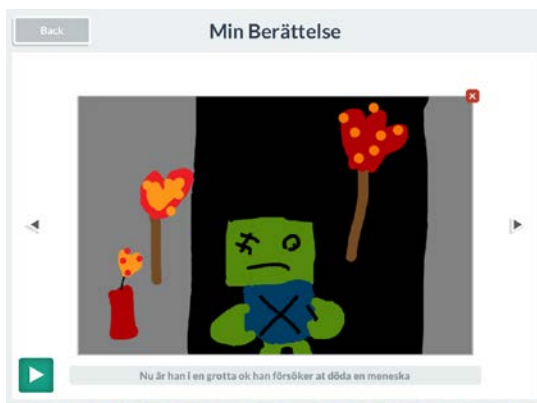 Back
Min Berättelse
Nu är han i en grotta ok han försöker at döda en meneska